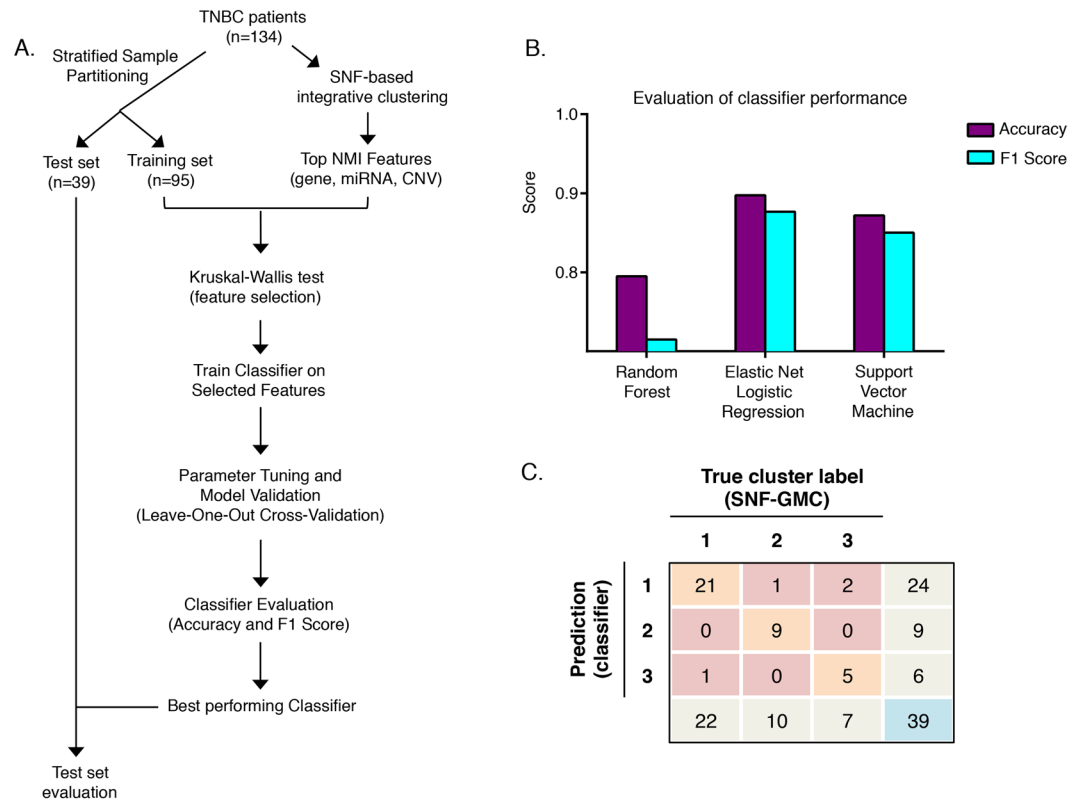 A.
TNBC patients
(n=134)
Stratified Sample
Partitioning
SNF-based
integrative clustering
Test set
(n=39)
Training set
(n=95)
Top NMI Features
(gene, miRNA, CNV)
Kruskal-Wallis test
(feature selection)
Train Classifier on
Selected Features
Parameter Tuning and
Model Validation
(Leave-One-Out Cross-Validation)
Classifier Evaluation
(Accuracy and F1 Score)
Best performing Classifier
Test set
evaluation
B.
Evaluation of classifier performance
1.0
0.9
0.8
Score
Accuracy
F1 Score
Random
Forest
Elastic Net
Logistic
Regression
Support
Vector
Machine
C.
True cluster label
(SNF-GMC)
1 2 3
Prediction
(classifier)
1 21 1 2 24
2 0 9 0 9
3 1 0 5 6
22 10 7 39